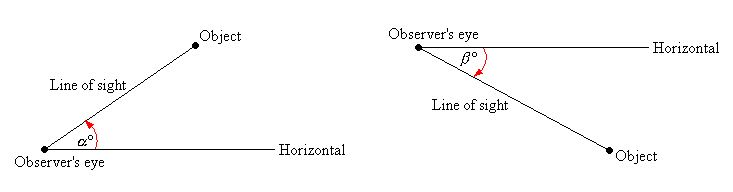 Object
Line of sight
α°
Horizontal
Observer's eye
Observer's eye
Horizontal
β°
Line of sight
Object